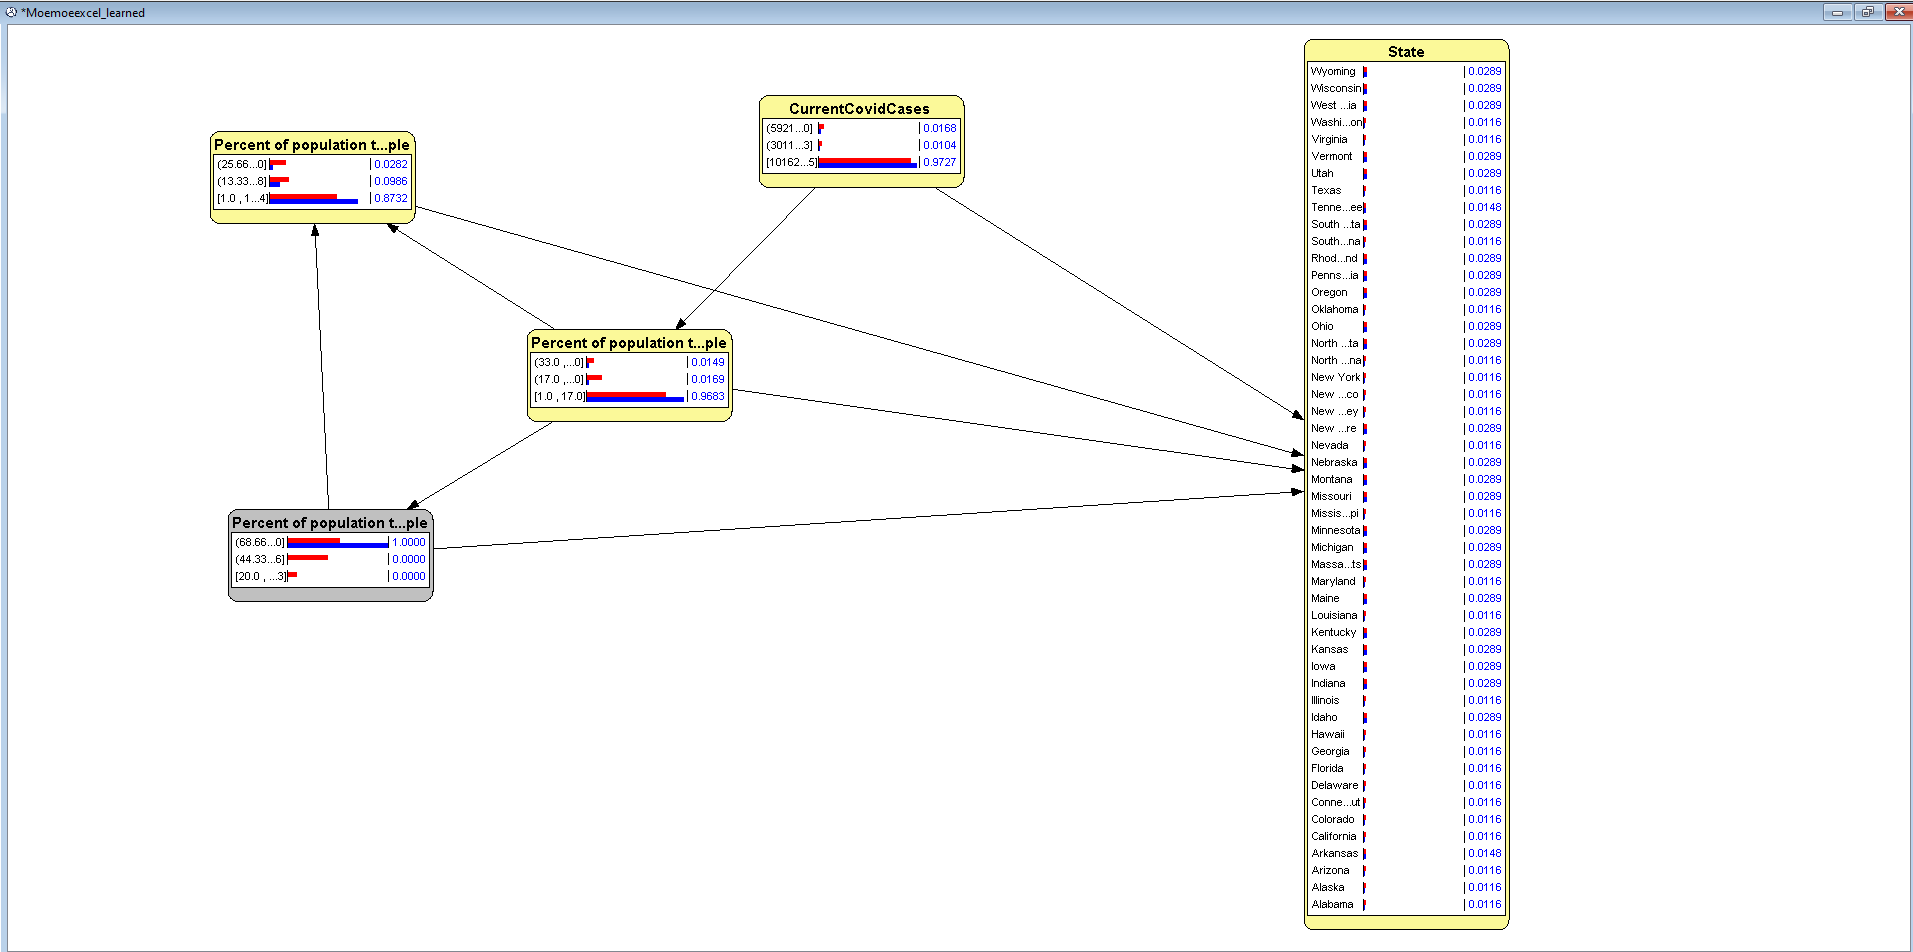 *Moemoeexcel_learned
Percent of population t...ple
(25.66...0] 0.0282
(13.33...8] 0.0986
[1.0 , 1...4] 0.8732
CurrentCovidCases
(5921...0] 0.0168
(3011...3] 0.0104
[10162...5] 0.9727
Percent of population t...ple
(33.0 ,...0] 0.0149
(17.0 ,...0] 0.0169
[1.0 , 17.0] 0.9683
Percent of population t...ple
(68.66...0] 1.0000
(44.33...6] 0.0000
[20.0 , ...3] 0.0000
State
Wyoming 0.0289
Wisconsin 0.0289
West ...ia 0.0289
Washi...on 0.0116
Virginia 0.0116
Vermont 0.0289
Utah 0.0289
Texas 0.0116
Tenne...ee 0.0148
South ...ta 0.0289
South...na 0.0116
Rhod...nd 0.0289
Penns...ia 0.0289
Oregon 0.0289
Oklahoma 0.0116
Ohio 0.0289
North ...ta 0.0289
North ...na 0.0116
New York 0.0116
New ...co 0.0116
New ...ey 0.0116
New ...re 0.0289
Nevada 0.0116
Nebraska 0.0289
Montana 0.0289
Missouri 0.0289
Missis...pi 0.0116
Minnesota 0.0289
Michigan 0.0289
Massa...ts 0.0289
Maryland 0.0116
Maine 0.0289
Louisiana 0.0116
Kentucky 0.0289
Kansas 0.0289
Iowa 0.0289
Indiana 0.0289
Illinois 0.0116
Idaho 0.0289
Hawaii 0.0116
Georgia 0.0116
Florida 0.0116
Delaware 0.0116
Conne...ut 0.0116
Colorado 0.0116
California 0.0116
Arkansas 0.0148
Arizona 0.0116
Alaska 0.0116
Alabama 0.0116